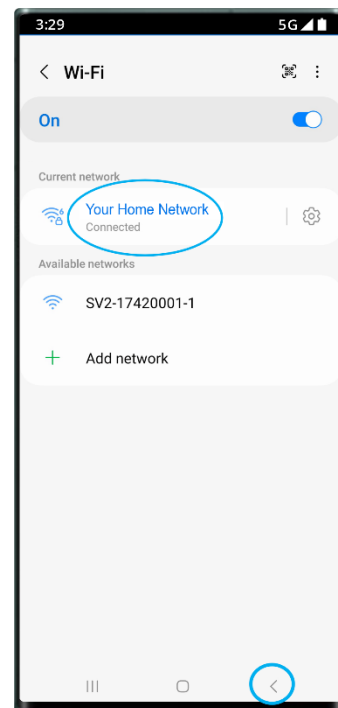 3:29 5G
Wi-Fi
On
Current network
Your Home Network
Connected
Available networks
SV2-17420001-1
Add network